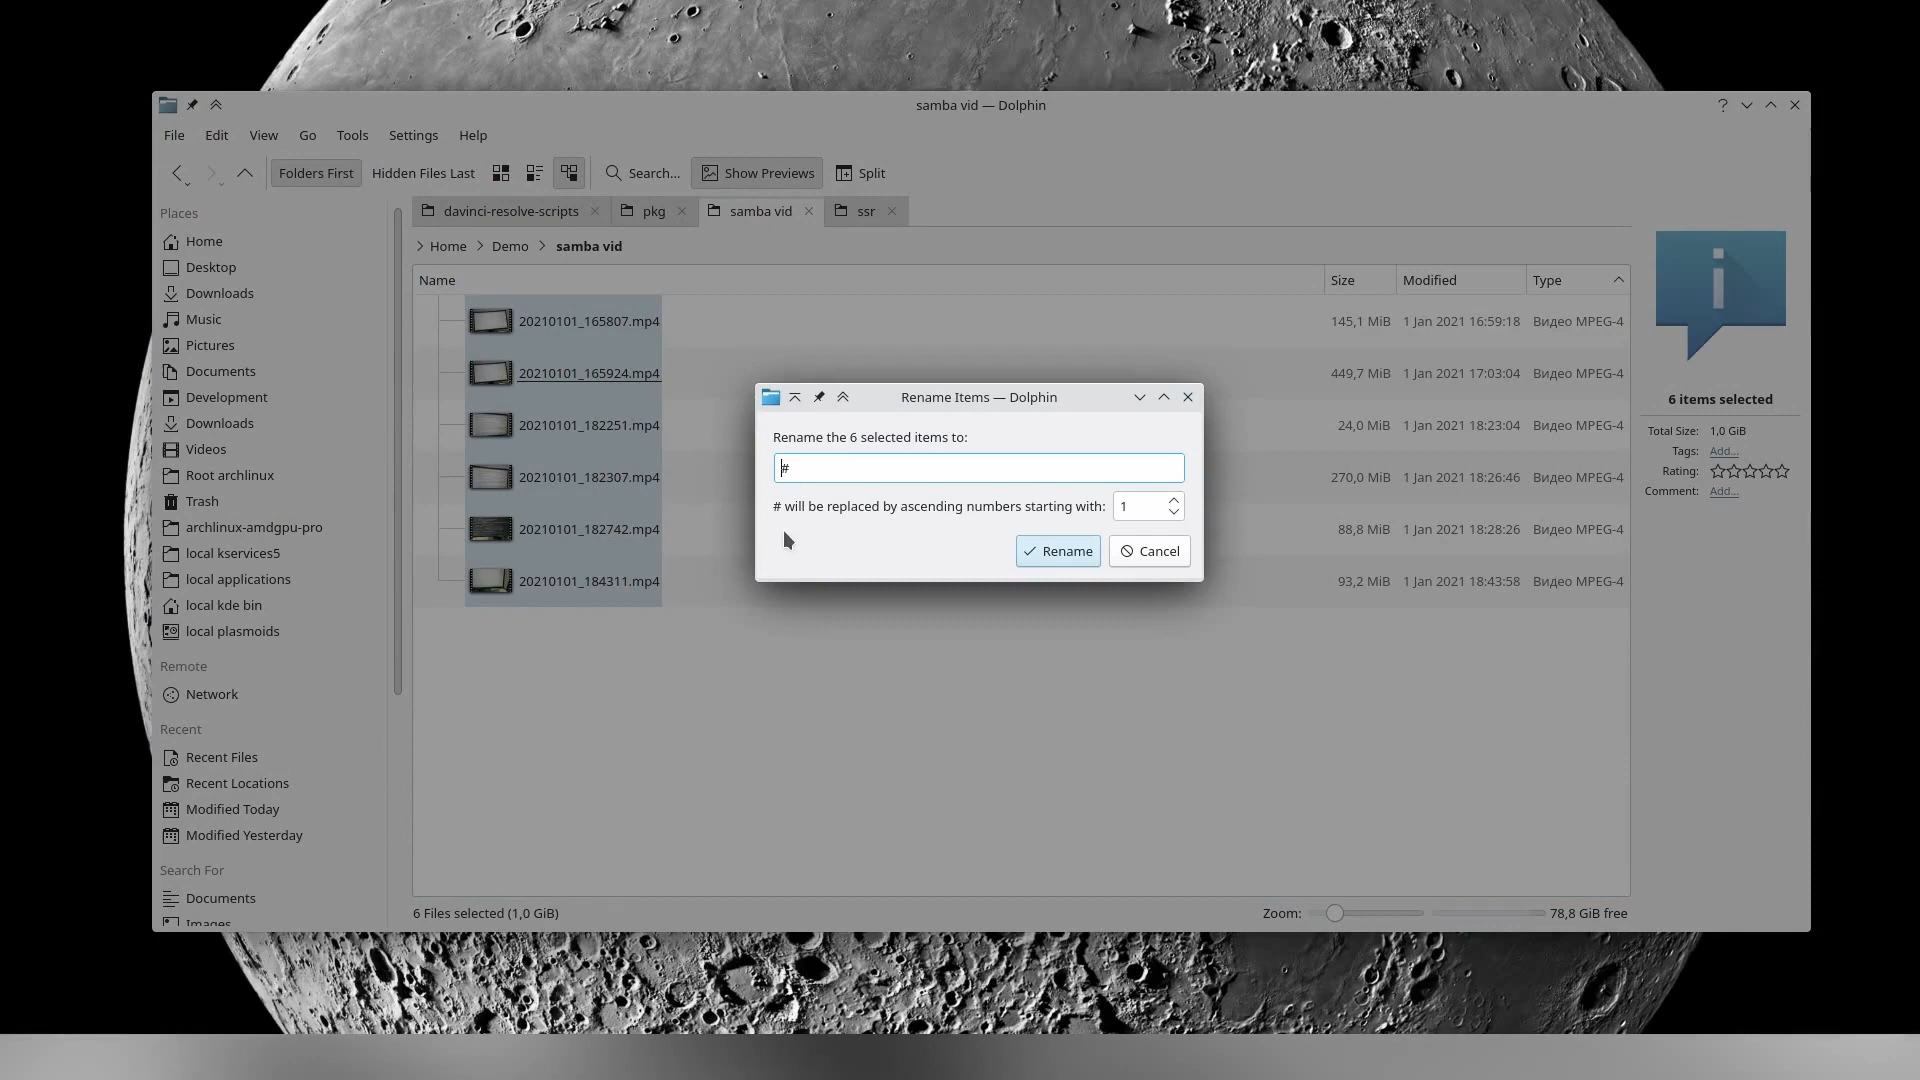 samba vid — Dolphin
File Edit View Go Tools Settings Help
Folders First Hidden Files Last Search... Show Previews Split
Places
Home
Desktop
Downloads
Music
Pictures
Documents
Development
Downloads
Videos
Root archlinux
Trash
archlinux-amdgpu-pro
local kservices5
local applications
local kde bin
local plasmoids
Remote
Network
Recent
Recent Files
Recent Locations
Modified Today
Modified Yesterday
Search For
Documents
Images
davinci-resolve-scripts pkg samba vid ssr
Home Demo samba vid
Name Size Modified Type
20210101_165807.mp4 145,1 MiB 1 Jan 2021 16:59:18 Видео MPEG-4
20210101_165924.mp4 449,7 MiB 1 Jan 2021 17:03:04 Видео MPEG-4
20210101_182251.mp4 24,0 MiB 1 Jan 2021 18:23:04 Видео MPEG-4
20210101_182307.mp4 270,0 MiB 1 Jan 2021 18:26:46 Видео MPEG-4
20210101_182742.mp4 88,8 MiB 1 Jan 2021 18:28:26 Видео MPEG-4
20210101_184311.mp4 93,2 MiB 1 Jan 2021 18:43:58 Видео MPEG-4
Rename Items — Dolphin
Rename the 6 selected items to:
#
# will be replaced by ascending numbers starting with: 1
Rename Cancel
6 items selected
Total Size: 1,0 GiB
Tags: Add...
Rating:
Comment: Add...
6 Files selected (1,0 GiB) Zoom: 78,8 GiB free